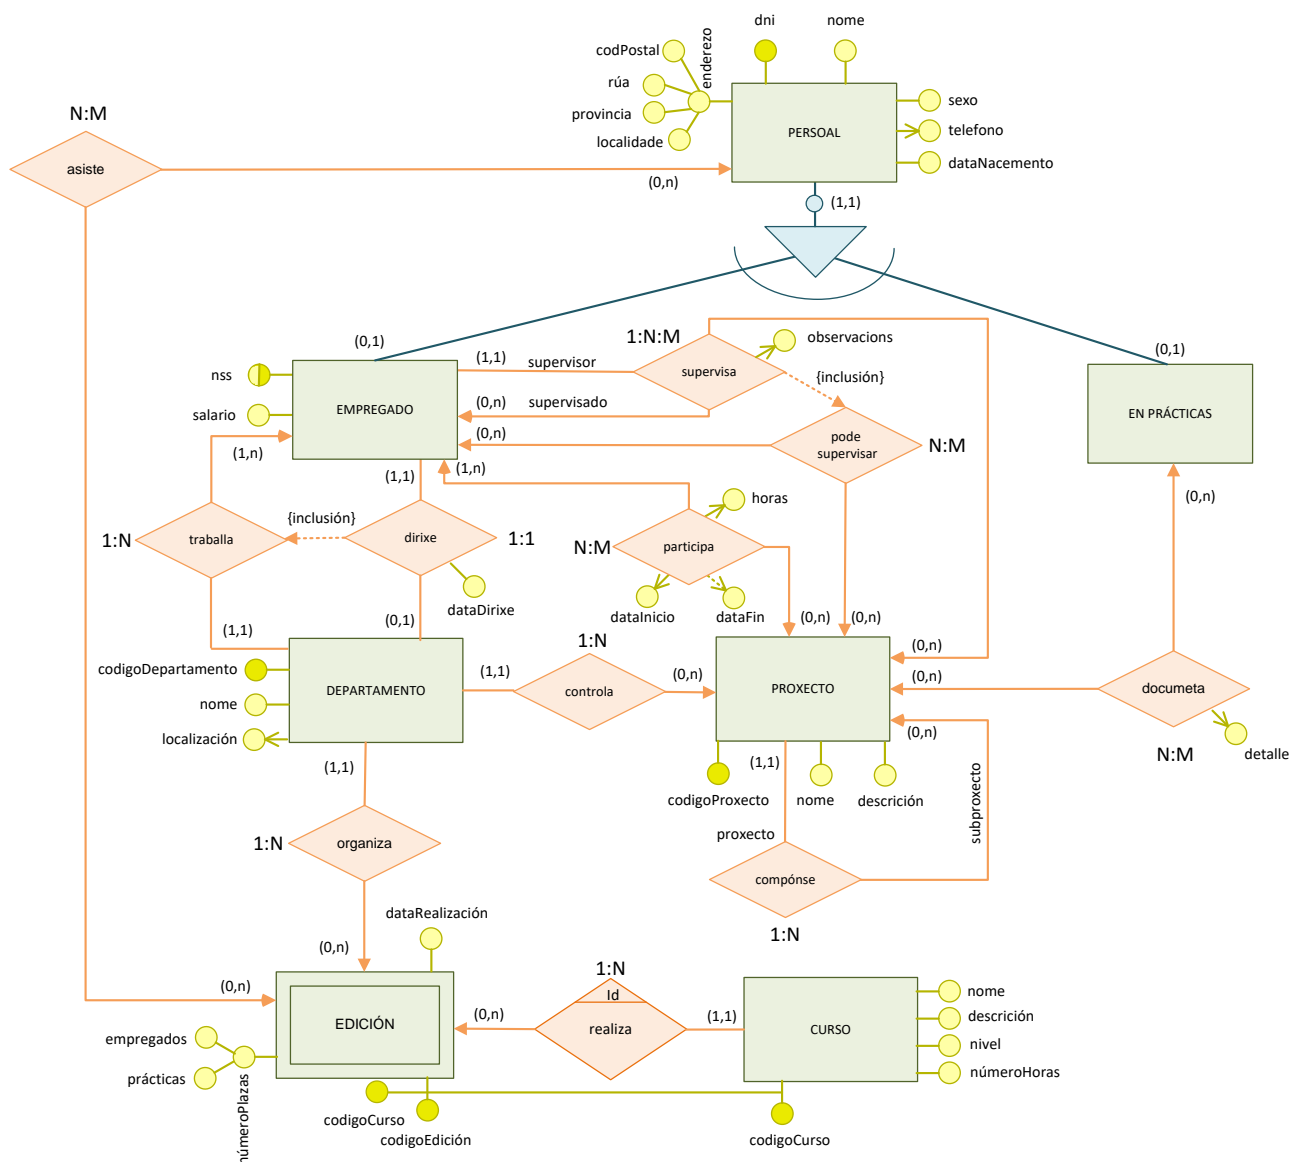 dni
nome
codPostal
enderezo
rúa
provincia
localidade
PERSOAL
sexo
telefono
dataNacemento
N:M
asiste
(0,n)
(1,1)
1:N:M
observacions
(0,1)
(1,1)
supervisor
supervisa
{inclusión}
(0,1)
nss
salario
EMPREGADO
(0,n)
supervisado
(0,n)
pode
supervisar
N:M
EN PRÁCTICAS
(1,n)
(1,1)
(1,n)
horas
(0,n)
1:N
traballa
{inclusión}
dirixe
1:1
N:M
participa
dataInicio
dataFin
dataDirixe
(1,1)
(0,1)
(0,n)
(0,n)
1:N
(0,n)
codigoDepartamento
nome
localización
DEPARTAMENTO
(1,1)
controla
(0,n)
PROXECTO
(0,n)
documeta
(0,n)
N:M
detalle
(1,1)
(1,1)
codigoProxecto
nome
descrición
subproxecto
proxecto
1:N
organiza
compónse
1:N
dataRealización
(0,n)
(0,n)
1:N
Id
EDICIÓN
(0,n)
realiza
(1,1)
CURSO
nome
descrición
nivel
númeroHoras
empregados
prácticas
númeroPlazas
codigoCurso
codigoEdición
codigoCurso